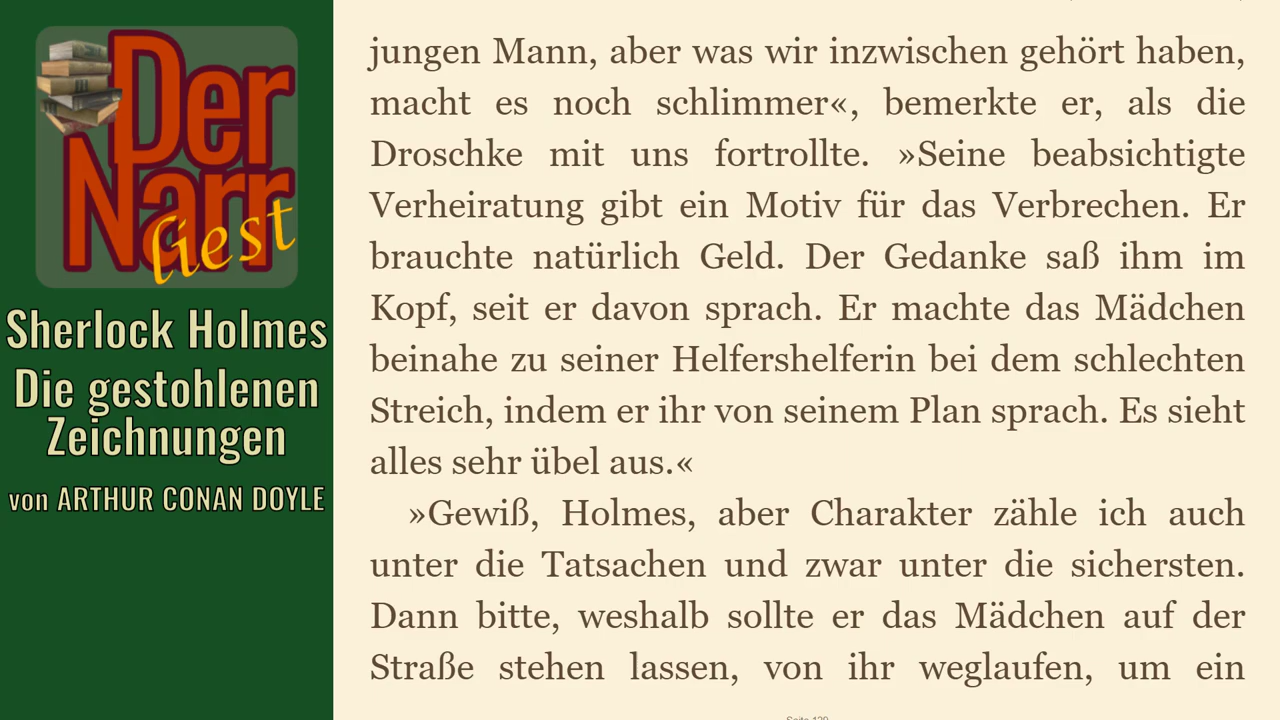 Der
Narr
liest
Sherlock Holmes
Die gestohlenen
Zeichnungen
von ARTHUR CONAN DOYLE
jungen Mann, aber was wir inzwischen gehört haben,
macht es noch schlimmer«, bemerkte er, als die
Droschke mit uns fortrollte. »Seine beabsichtigte
Verheiratung gibt ein Motiv für das Verbrechen. Er
brauchte natürlich Geld. Der Gedanke saß ihm im
Kopf, seit er davon sprach. Er machte das Mädchen
beinahe zu seiner Helfershelferin bei dem schlechten
Streich, indem er ihr von seinem Plan sprach. Es sieht
alles sehr übel aus.«
»Gewiß, Holmes, aber Charakter zähle ich auch
unter die Tatsachen und zwar unter die sichersten.
Dann bitte, weshalb sollte er das Mädchen auf der
Straße stehen lassen, von ihr weglaufen, um ein